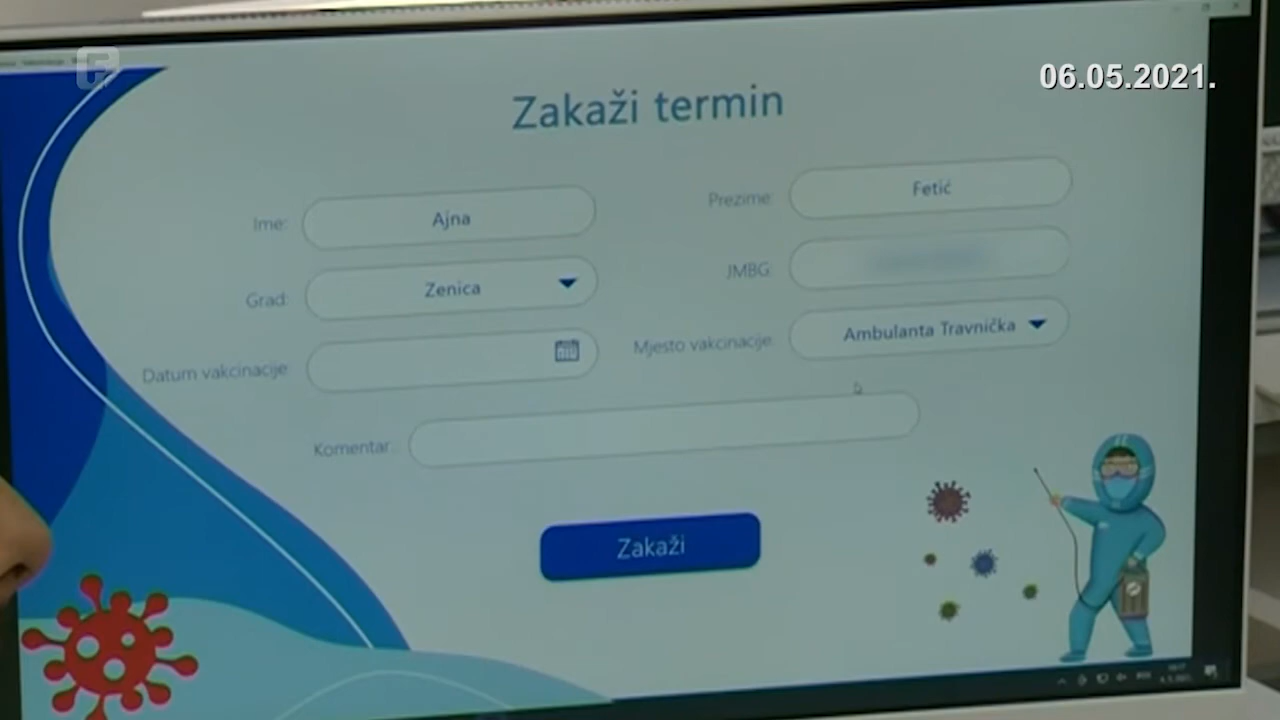 06.05.2021.
Zakaži termin
Ime: Ajna
Prezime: Fetić
Grad: Zenica
JMBG:
Datum vakcinacije:
Mjesto vakcinacije: Ambulanta Travnička
Komentar:
Zakaži